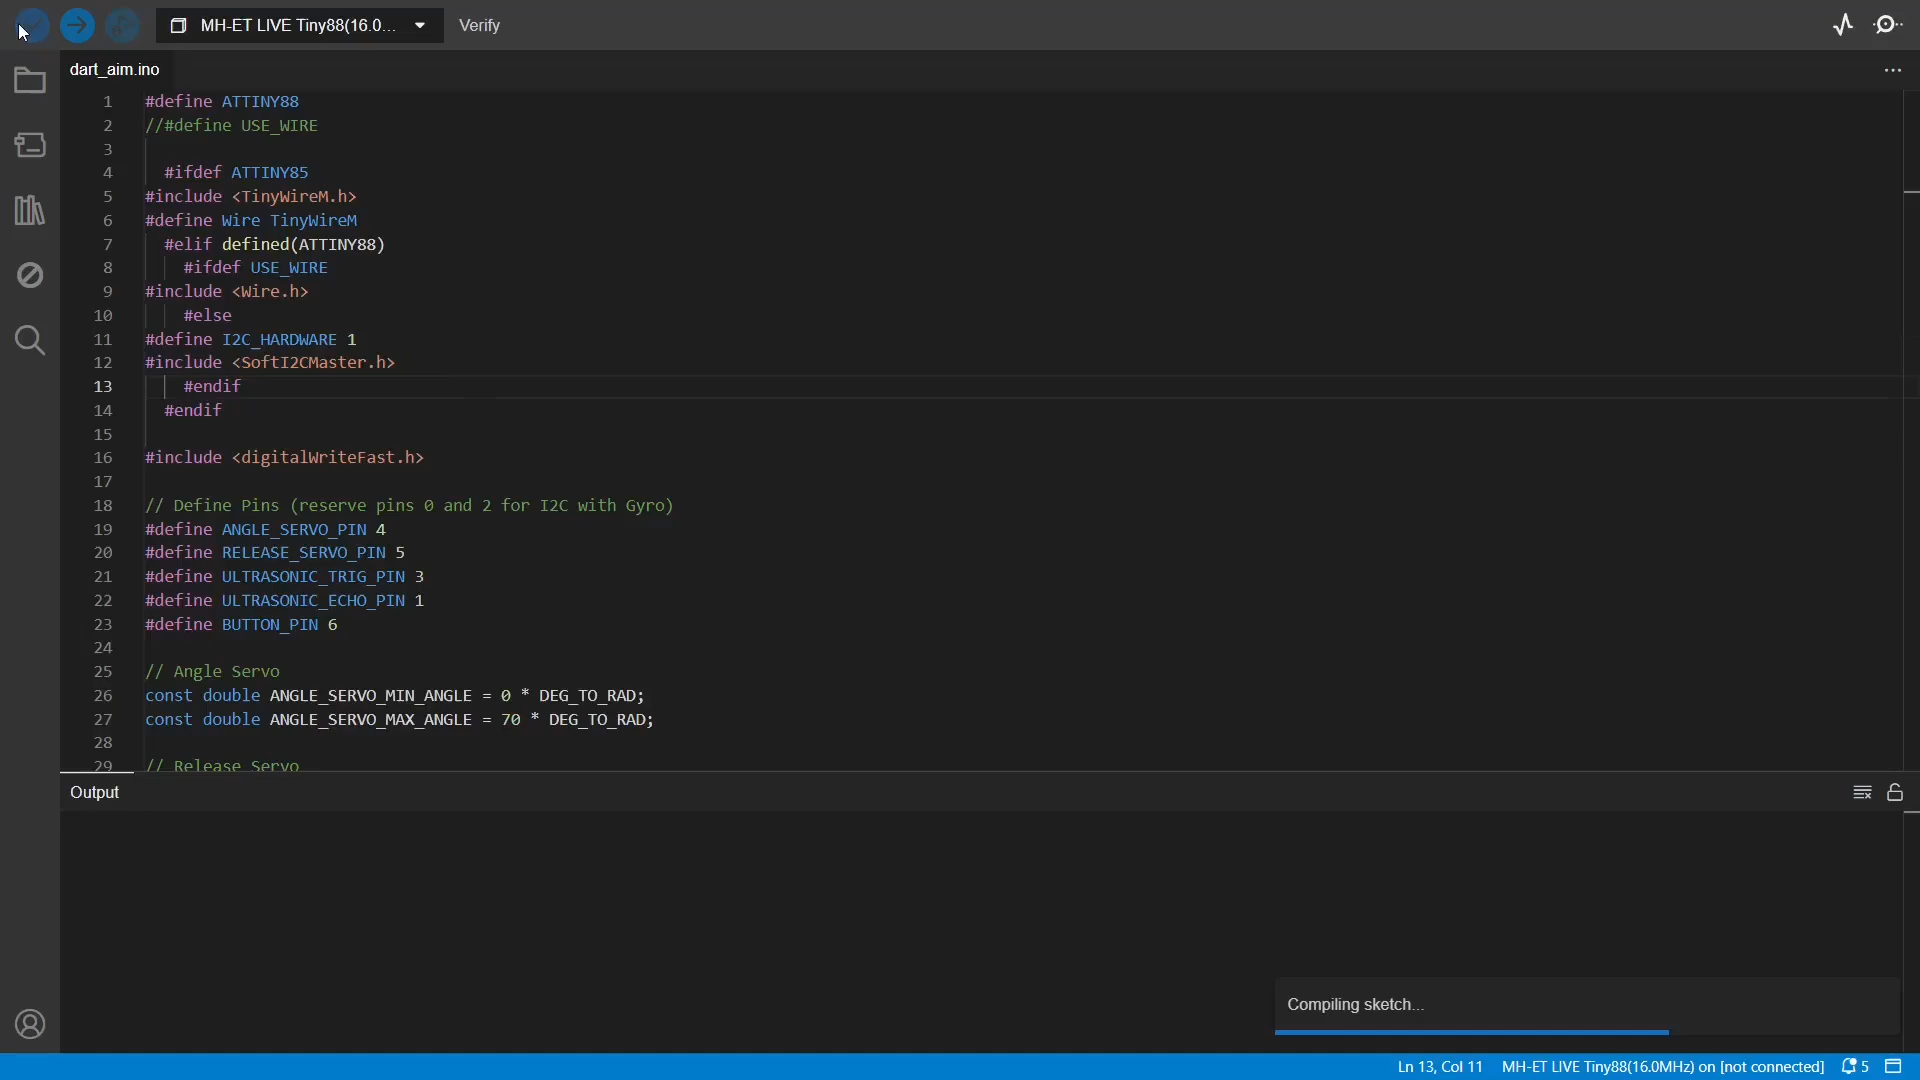 MH-ET LIVE Tiny88(16.0...
Verify
dart_aim.ino
1 #define ATTINY88
2 //#define USE_WIRE
3
4 #ifdef ATTINY85
5 #include <TinyWireM.h>
6 #define Wire TinyWireM
7 #elif defined(ATTINY88)
8 #ifdef USE_WIRE
9 #include <Wire.h>
10 #else
11 #define I2C_HARDWARE 1
12 #include <SoftI2CMaster.h>
13 #endif
14 #endif
15
16 #include <digitalWriteFast.h>
17
18 // Define Pins (reserve pins 0 and 2 for I2C with Gyro)
19 #define ANGLE_SERVO_PIN 4
20 #define RELEASE_SERVO_PIN 5
21 #define ULTRASONIC_TRIG_PIN 3
22 #define ULTRASONIC_ECHO_PIN 1
23 #define BUTTON_PIN 6
24
25 // Angle Servo
26 const double ANGLE_SERVO_MIN_ANGLE = 0 * DEG_TO_RAD;
27 const double ANGLE_SERVO_MAX_ANGLE = 70 * DEG_TO_RAD;
28
29 // Release Servo
Output
Compiling sketch...
Ln 13, Col 11 MH-ET LIVE Tiny88(16.0MHz) on [not connected] 5